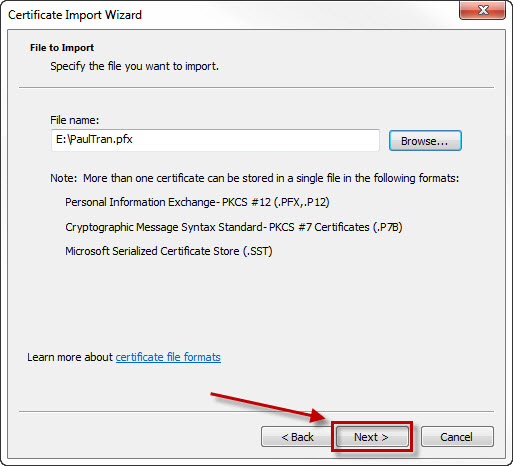 Certificate Import Wizard
File to Import
Specify the file you want to import.
File name:
E:\PaulTran.pfx
Browse...
Note: More than one certificate can be stored in a single file in the following formats:
Personal Information Exchange- PKCS #12 (.PFX,.P12)
Cryptographic Message Syntax Standard- PKCS #7 Certificates (.P7B)
Microsoft Serialized Certificate Store (.SST)
Learn more about certificate file formats
< Back
Next >
Cancel